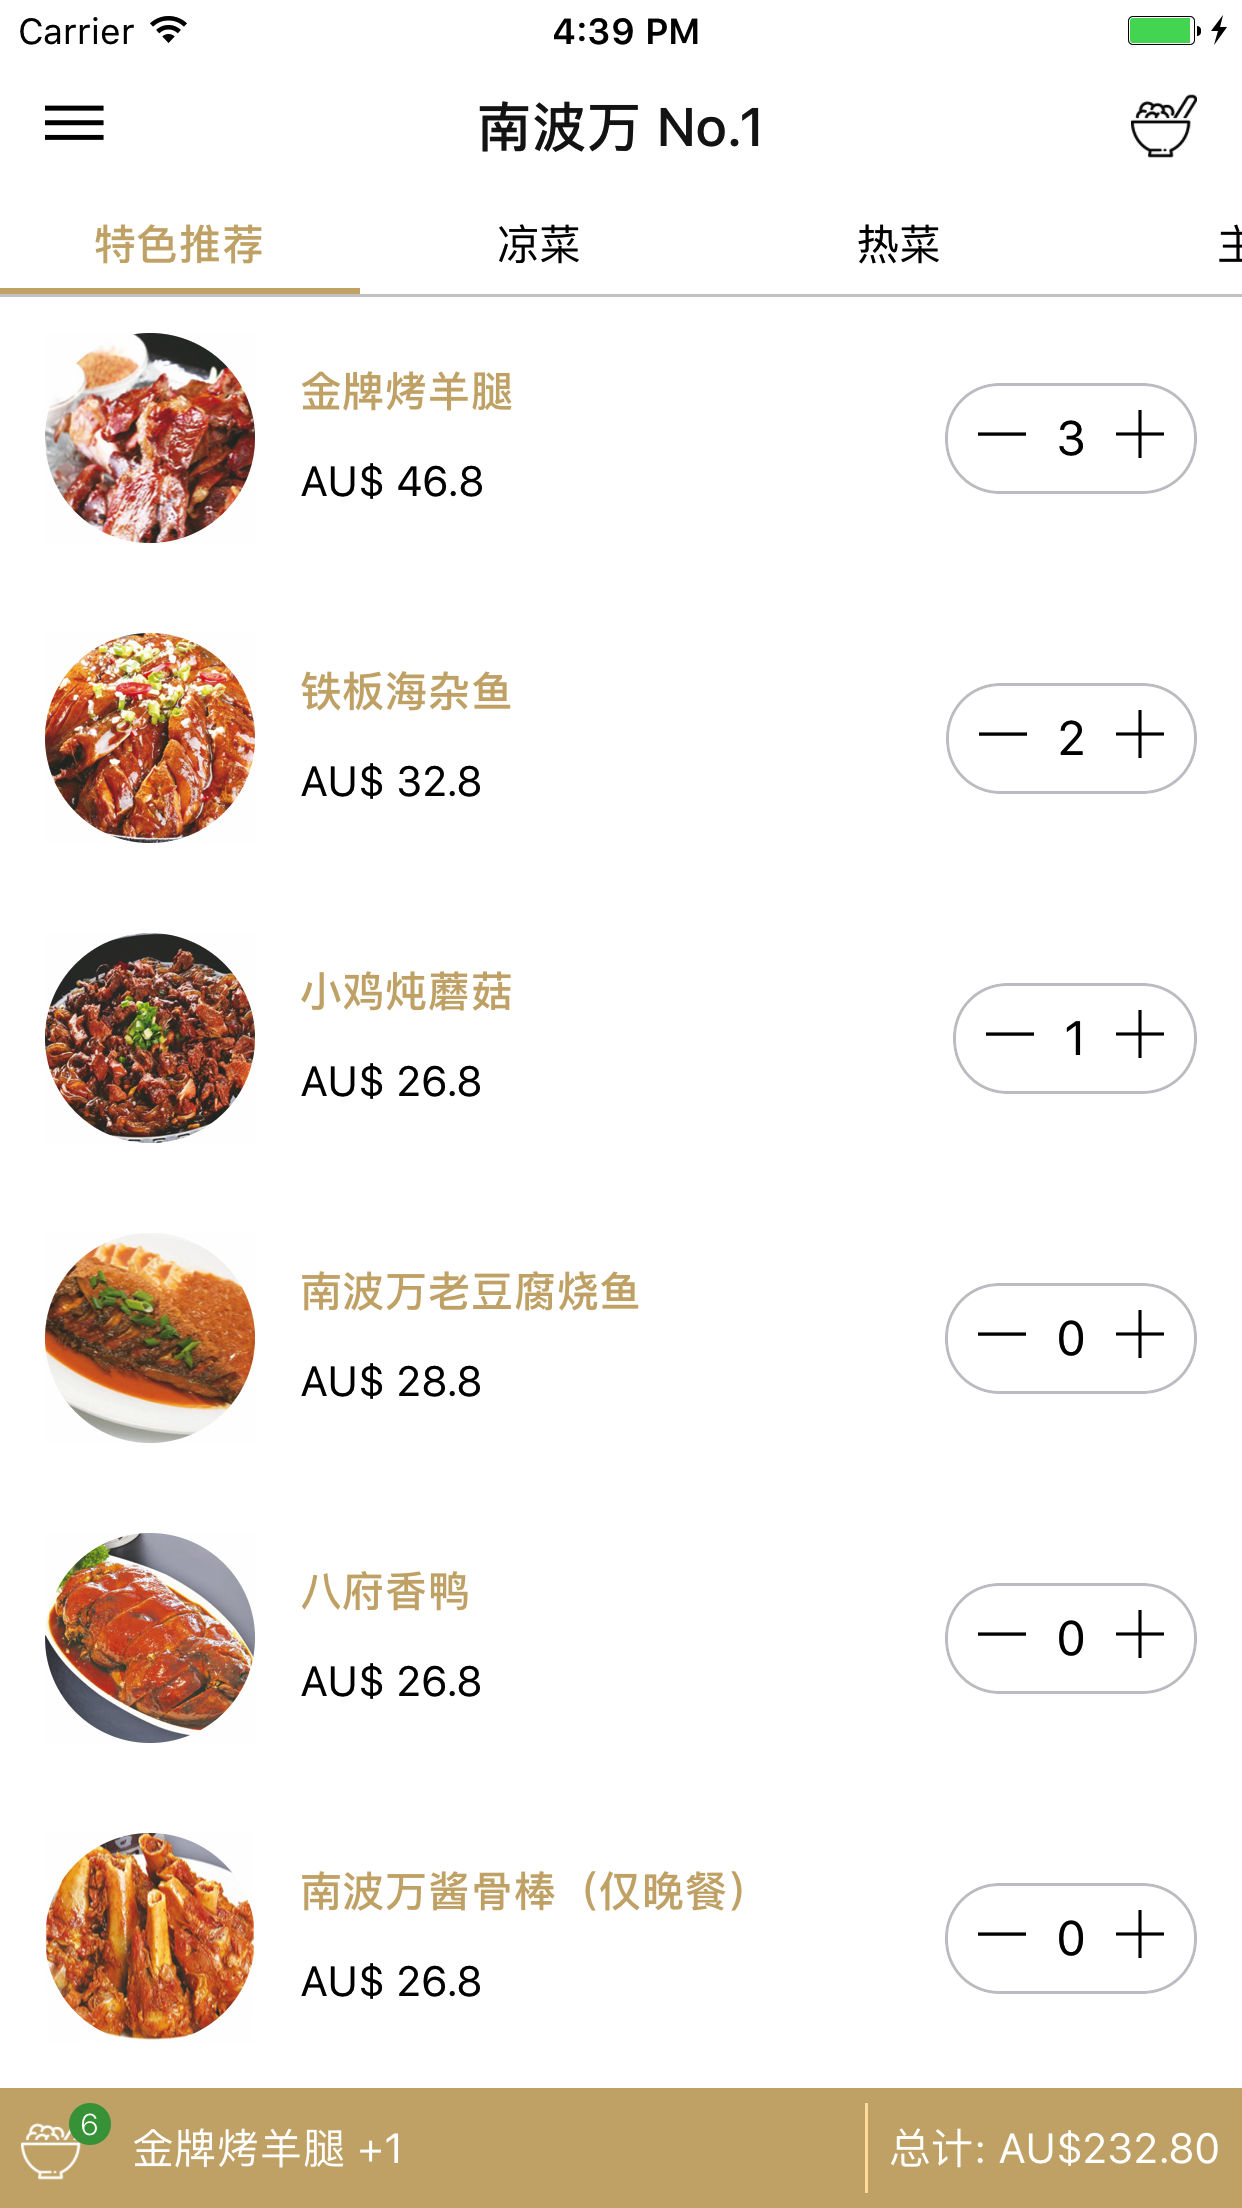 Carrier 4:39 PM
南波万 No.1
特色推荐 凉菜 热菜
金牌烤羊腿
AU$ 46.8
3
铁板海杂鱼
AU$ 32.8
2
小鸡炖蘑菇
AU$ 26.8
1
南波万老豆腐烧鱼
AU$ 28.8
0
八府香鸭
AU$ 26.8
0
南波万酱骨棒（仅晚餐）
AU$ 26.8
0
6 金牌烤羊腿 +1 总计: AU$232.80